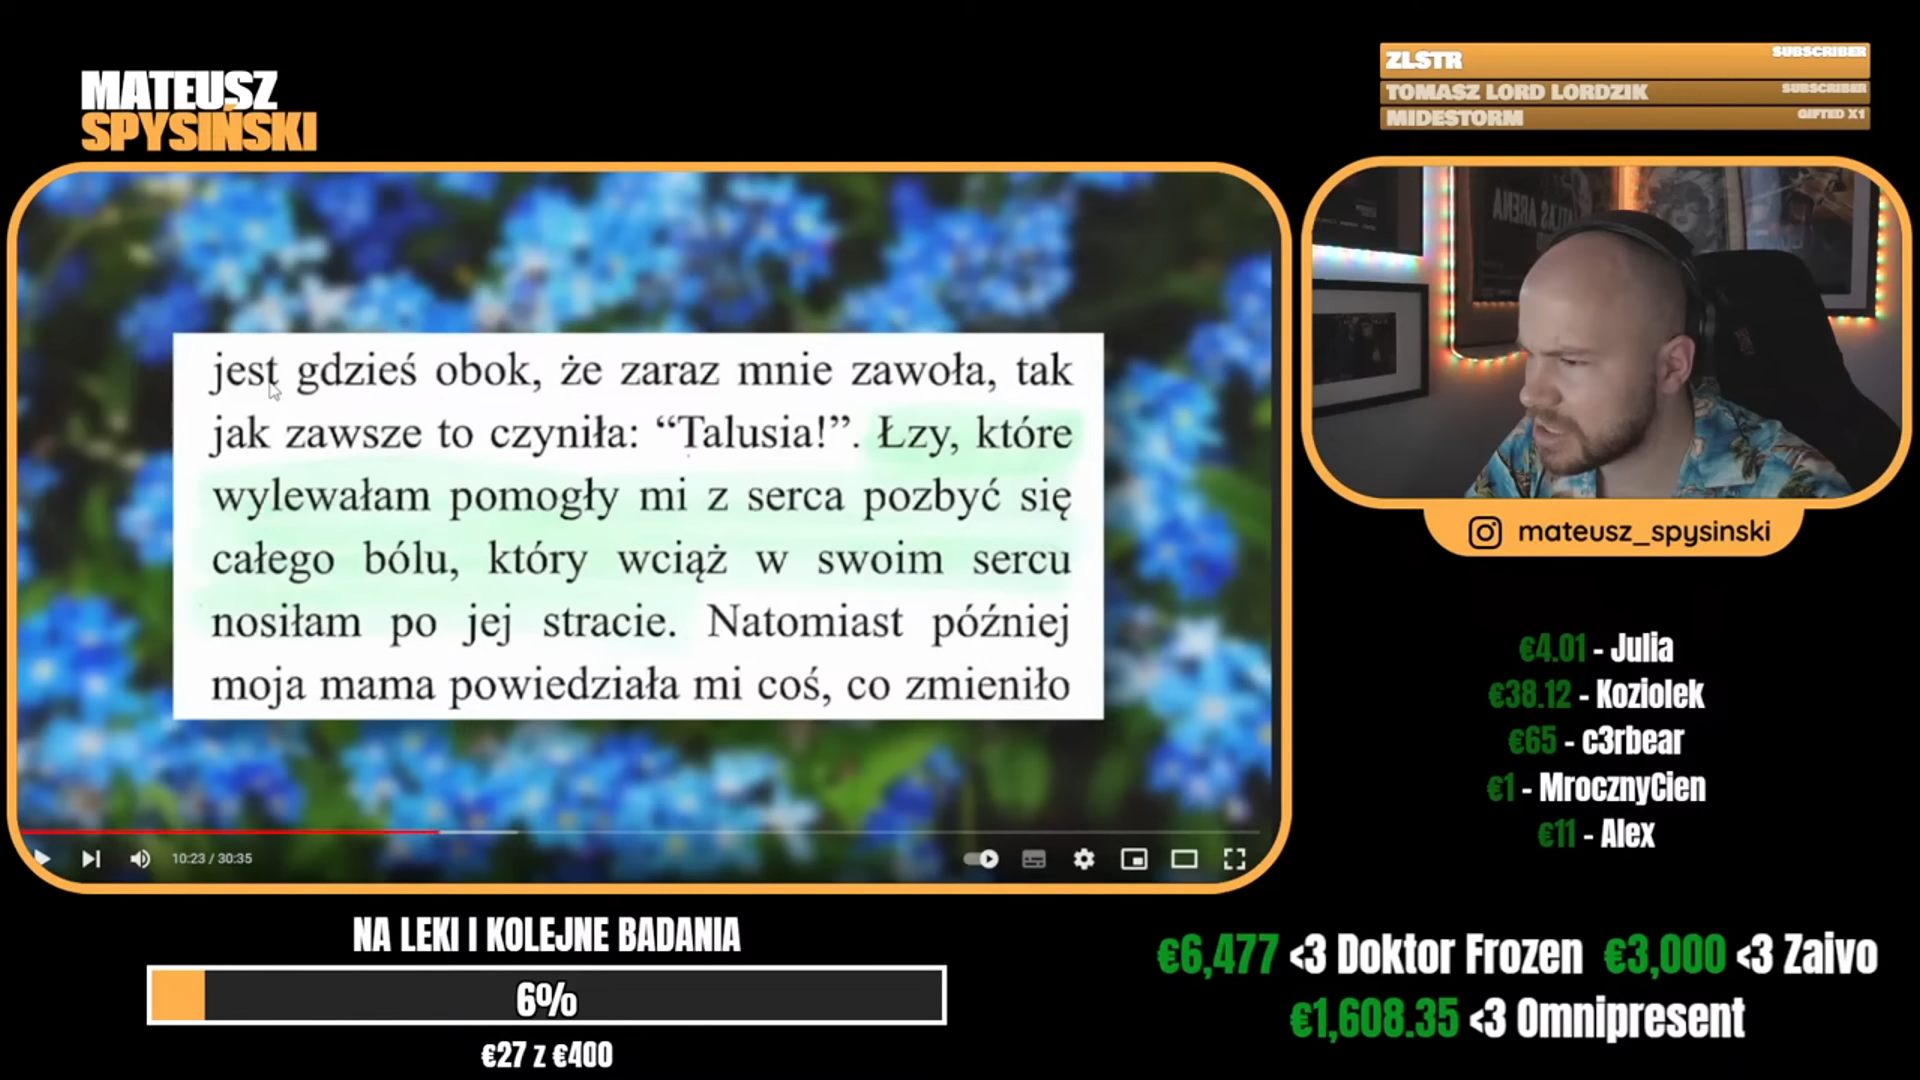 MATEUSZ
SPYSIŃSKI
ZLSTR SUBSCRIBER
TOMASZ LORD LORDZIK SUBSCRIBER
MIDESTORM GIFTED X1
jest gdzieś obok, że zaraz mnie zawoła, tak
jak zawsze to czyniła: “Talusia!”. Łzy, które
wylewałam pomogły mi z serca pozbyć się
całego bólu, który wciąż w swoim sercu
nosiłam po jej stracie. Natomiast później
moja mama powiedziała mi coś, co zmieniło
10:23 / 30:35
ATLAS ARENA
mateusz_spysinski
€4.01 - Julia
€38.12 - Koziolek
€65 - c3rbear
€1 - MrocznyCien
€11 - Alex
NA LEKI I KOLEJNE BADANIA
6%
€27 z €400
€6,477 <3 Doktor Frozen €3,000 <3 Zaivo
€1,608.35 <3 Omnipresent